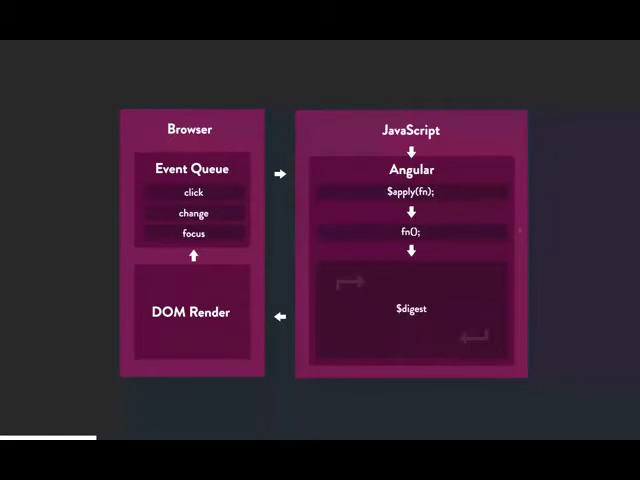 Browser
Event Queue
click
change
focus
DOM Render
JavaScript
Angular
$apply(fn);
fn();
$digest